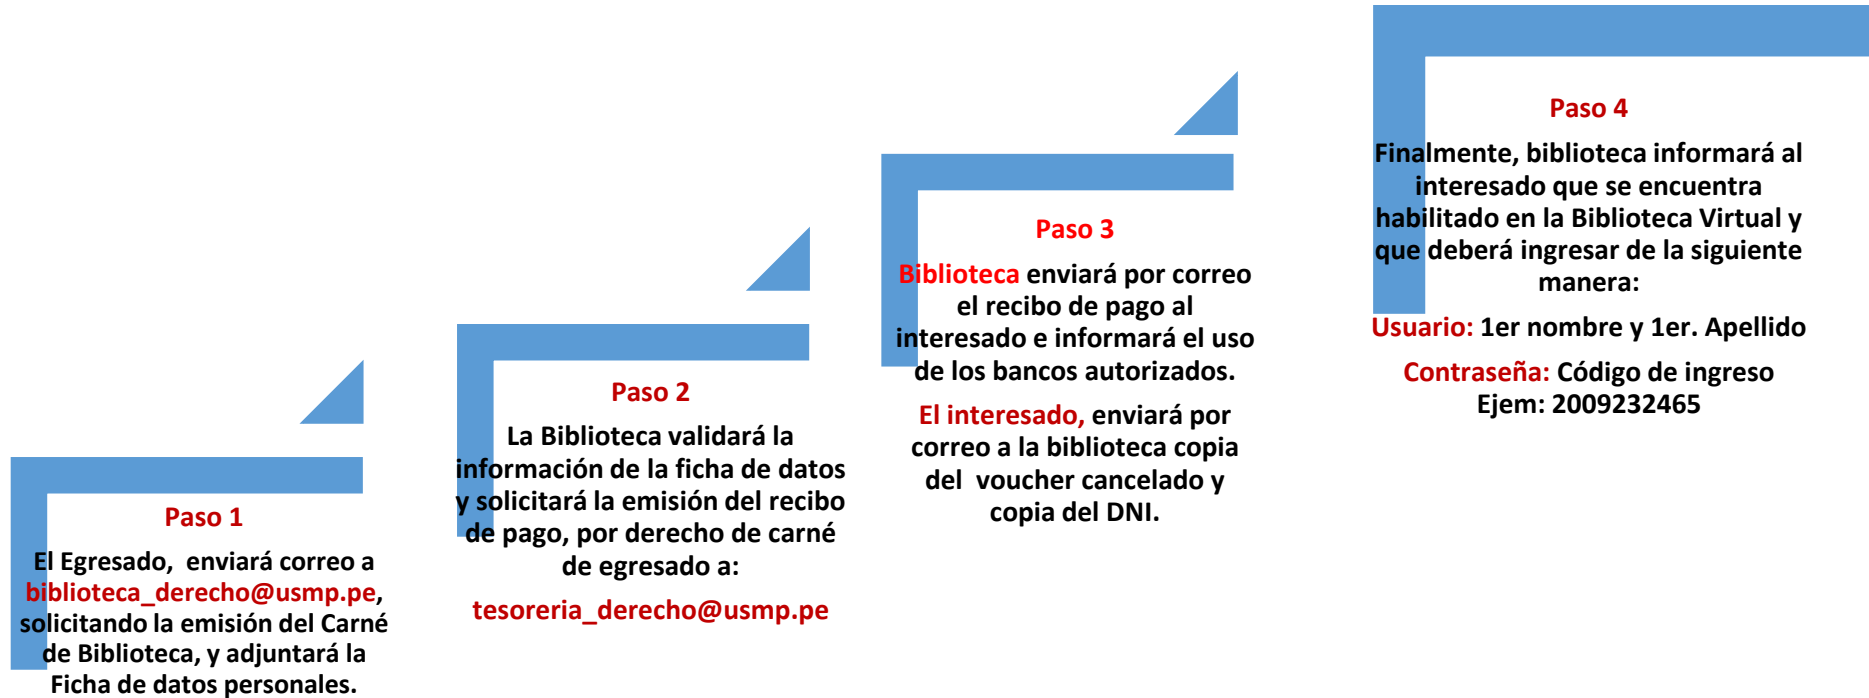 Paso 1
El Egresado, enviará correo a
biblioteca_derecho@usmp.pe,
solicitando la emisión del Carné
de Biblioteca, y adjuntará la
Ficha de datos personales.
Paso 2
La Biblioteca validará la
información de la ficha de datos
y solicitará la emisión del recibo
de pago, por derecho de carné
de egresado a:
tesoreria_derecho@usmp.pe
Paso 3
Biblioteca enviará por correo
el recibo de pago al
interesado e informará el uso
de los bancos autorizados.
El interesado, enviará por
correo a la biblioteca copia
del voucher cancelado y
copia del DNI.
Paso 4
Finalmente, biblioteca informará al
interesado que se encuentra
habilitado en la Biblioteca Virtual y
que deberá ingresar de la siguiente
manera:
Usuario: 1er nombre y 1er. Apellido
Contraseña: Código de ingreso
Ejem: 2009232465